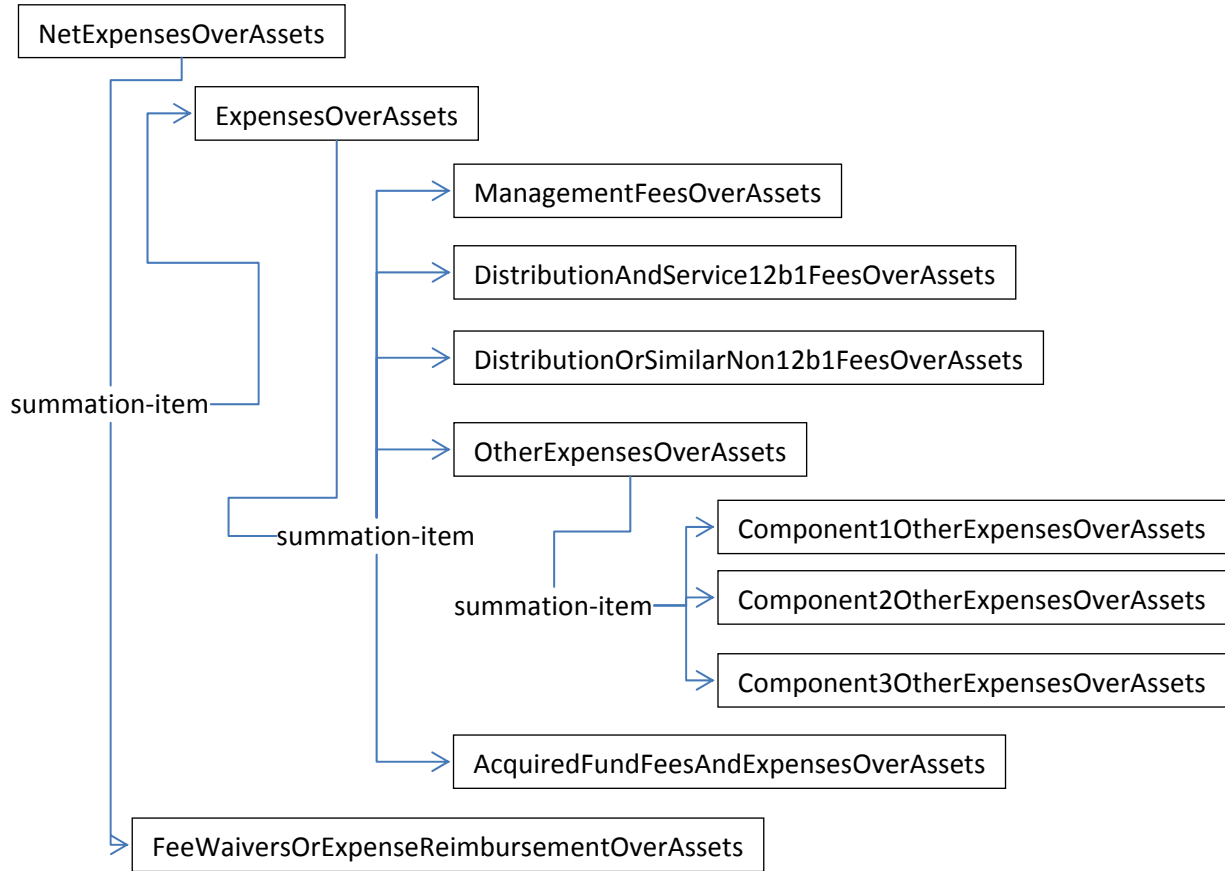 NetExpensesOverAssets
ExpensesOverAssets
ManagementFeesOverAssets
DistributionAndService12b1FeesOverAssets
DistributionOrSimilarNon12b1FeesOverAssets
summation-item
OtherExpensesOverAssets
summation-item
Component1OtherExpensesOverAssets
Component2OtherExpensesOverAssets
summation-item
Component3OtherExpensesOverAssets
AcquiredFundFeesAndExpensesOverAssets
FeeWaiversOrExpenseReimbursementOverAssets